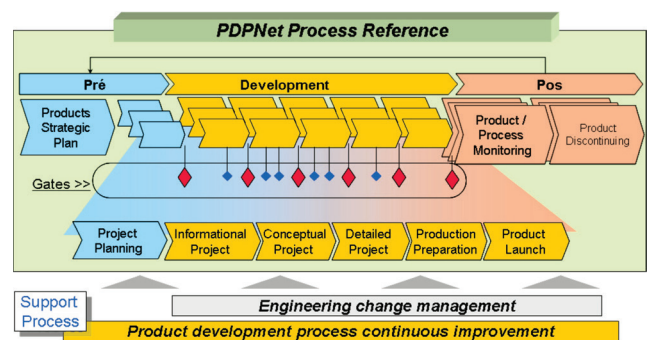 PDPNet Process Reference
Pré
Development
Pos
Products
Strategic
Plan
Product /
Process
Monitoring
Product
Discontinuing
Gates >>
Project
Planning
Informational
Project
Conceptual
Project
Detailed
Project
Production
Preparation
Product
Launch
Support
Process
Engineering change management
Product development process continuous improvement